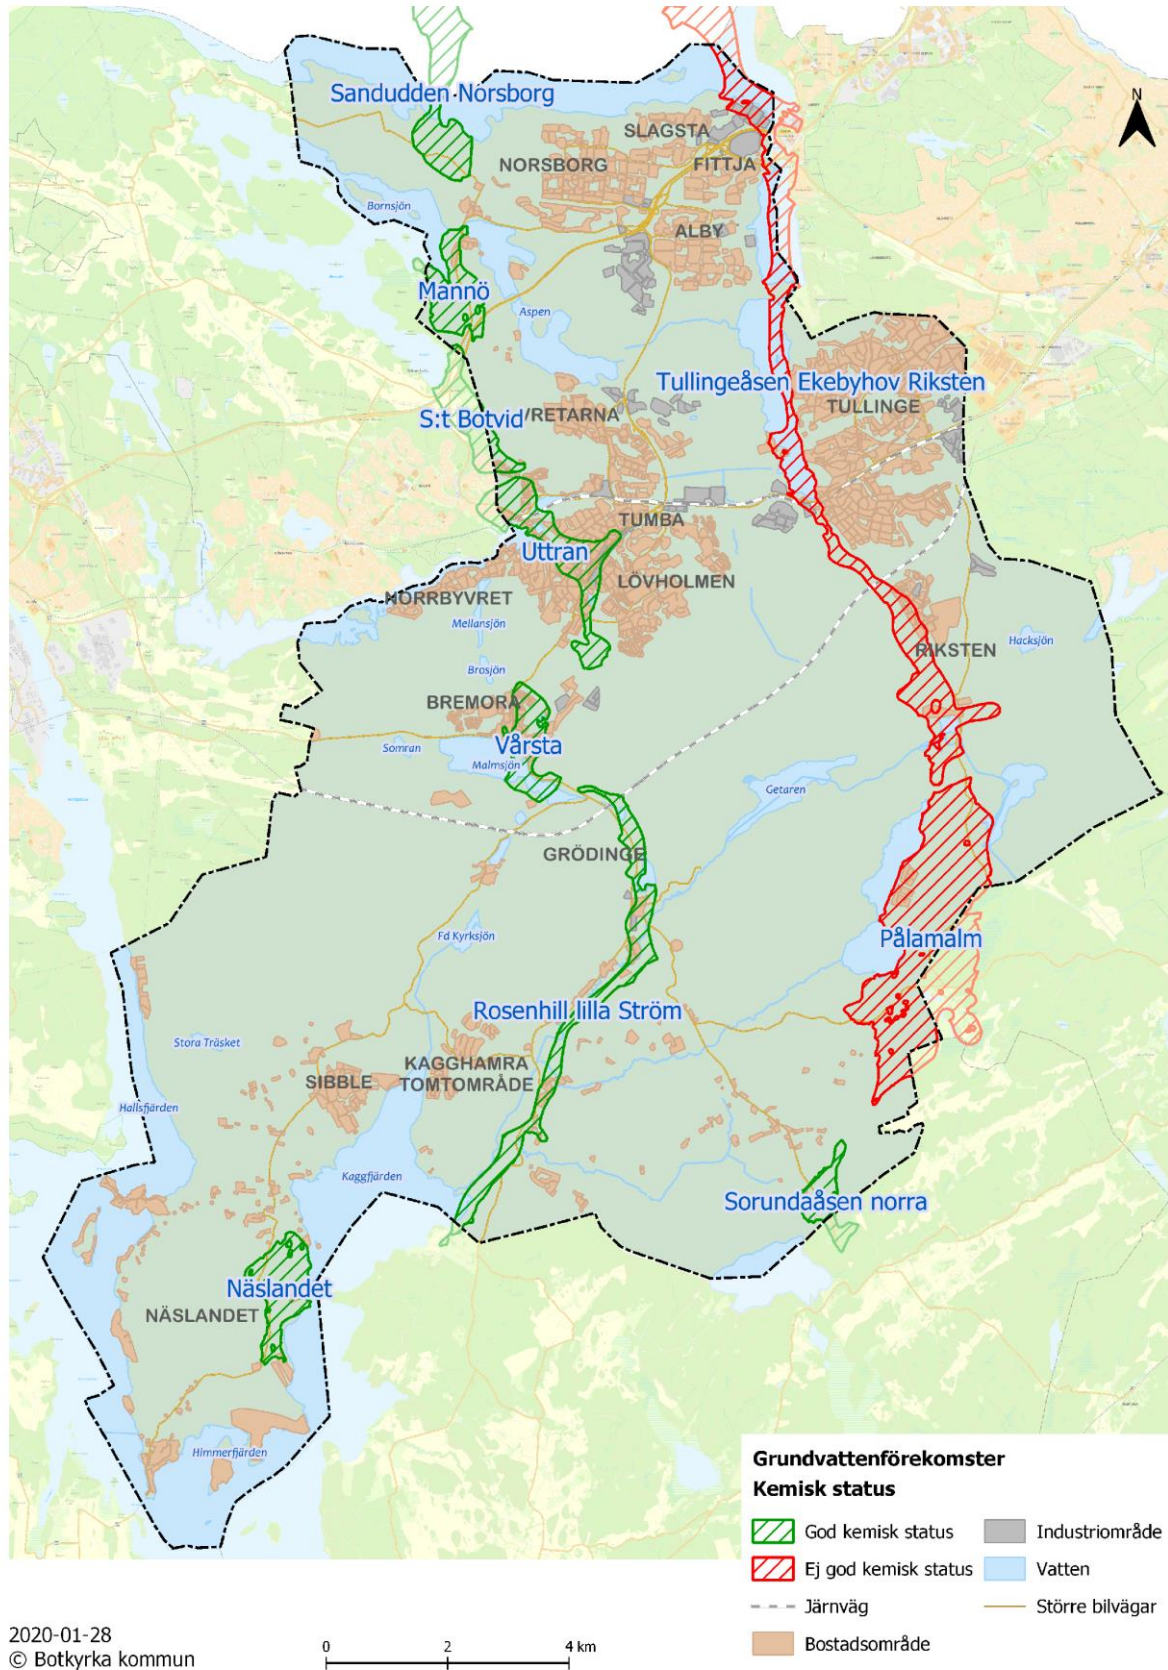 N
Sandudden Norsborg
SLAGSTA
NORSBORG
FITTJA
Bornsjön
ALBY
Mannö
Aspen
Tullingeåsen Ekebyhov Riksten
TULLINGE
S:t Botvid
VRETARNA
TUMBA
Uttran
LÖVHOLMEN
NORRBYVRET
Mellansjön
Hacksjön
RIKSTEN
Brosjön
BREMORA
Vårsta
Somran
Malmsjön
Getaren
GRÖDINGE
Fd Kyrksjön
Pålamalm
Rosenhill lilla Ström
Stora Träsket
KAGGHAMRA
TOMTOMRÅDE
SIBBLE
Hallsfjärden
Kaggfjärden
Sorundaåsen norra
Näslandet
NÄSLANDET
Himmerfjärden
Grundvattenförekomster
Kemisk status
God kemisk status
Industriområde
Ej god kemisk status
Vatten
Järnväg
Större bilvägar
Bostadsområde
2020-01-28
© Botkyrka kommun
0 2 4 km